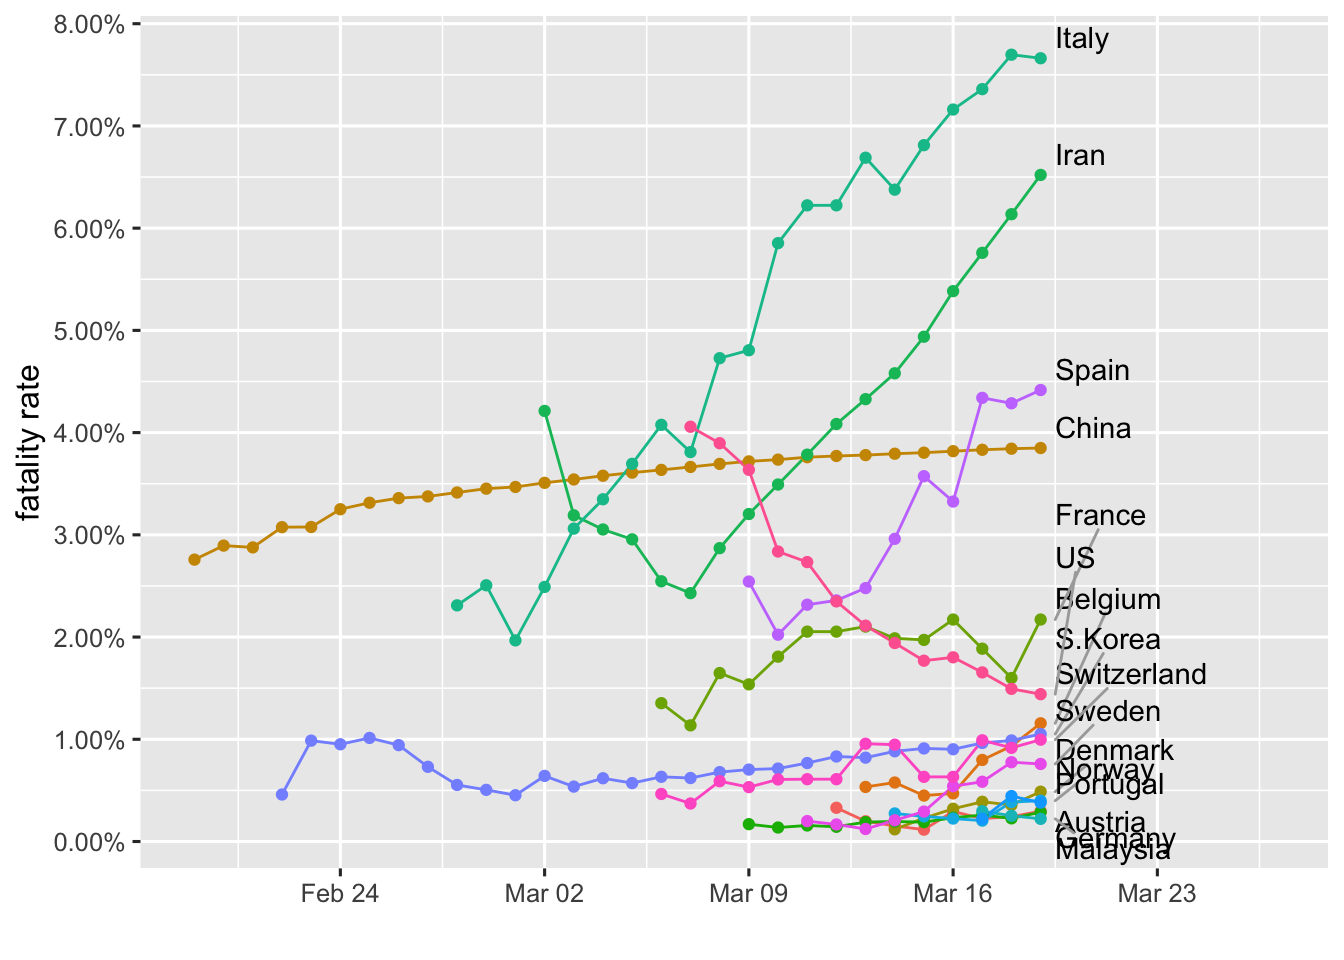 8.00%
7.00%
6.00%
5.00%
4.00%
3.00%
2.00%
1.00%
0.00%
fatality rate
Italy
Iran
Spain
China
France
US
Belgium
S.Korea
Switzerland
Sweden
Denmark
Norway
Portugal
Austria
Germany
Malaysia
Feb 24
Mar 02
Mar 09
Mar 16
Mar 23